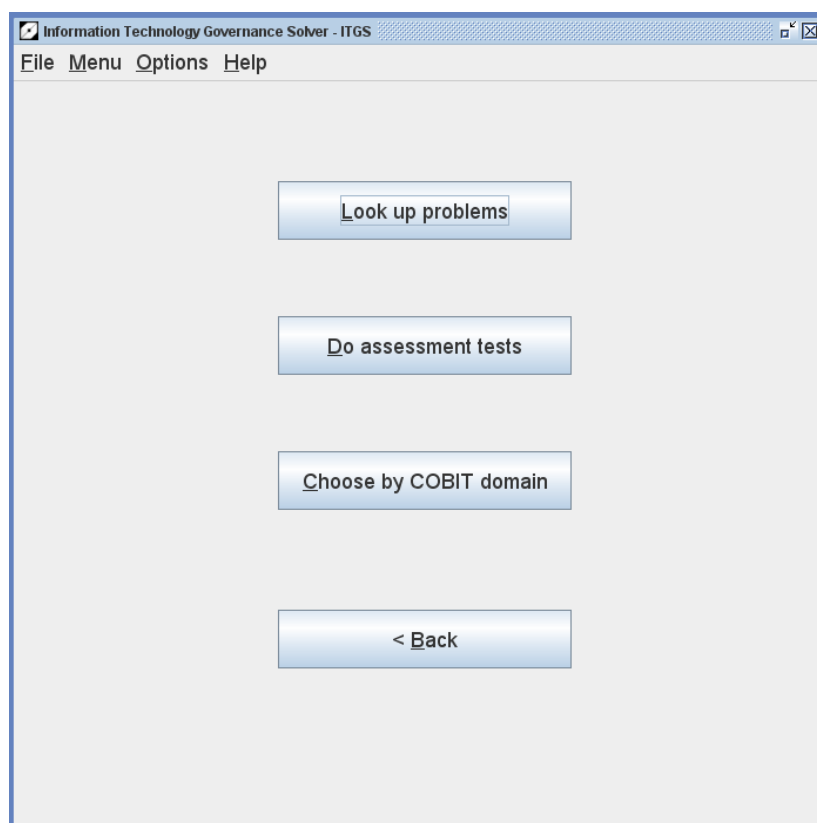 Information Technology Governance Solver - ITGS
File Menu Options Help
Look up problems
Do assessment tests
Choose by COBIT domain
< Back